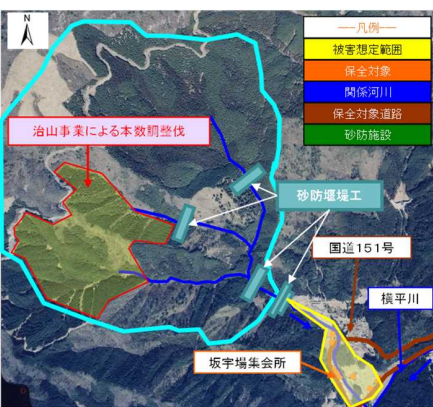 N
凡例
被害想定範囲
保全対象
関係河川
保全対象道路
砂防施設
治山事業による本数調整伐
砂防堰堤工
国道151号
横平川
坂宇場集会所